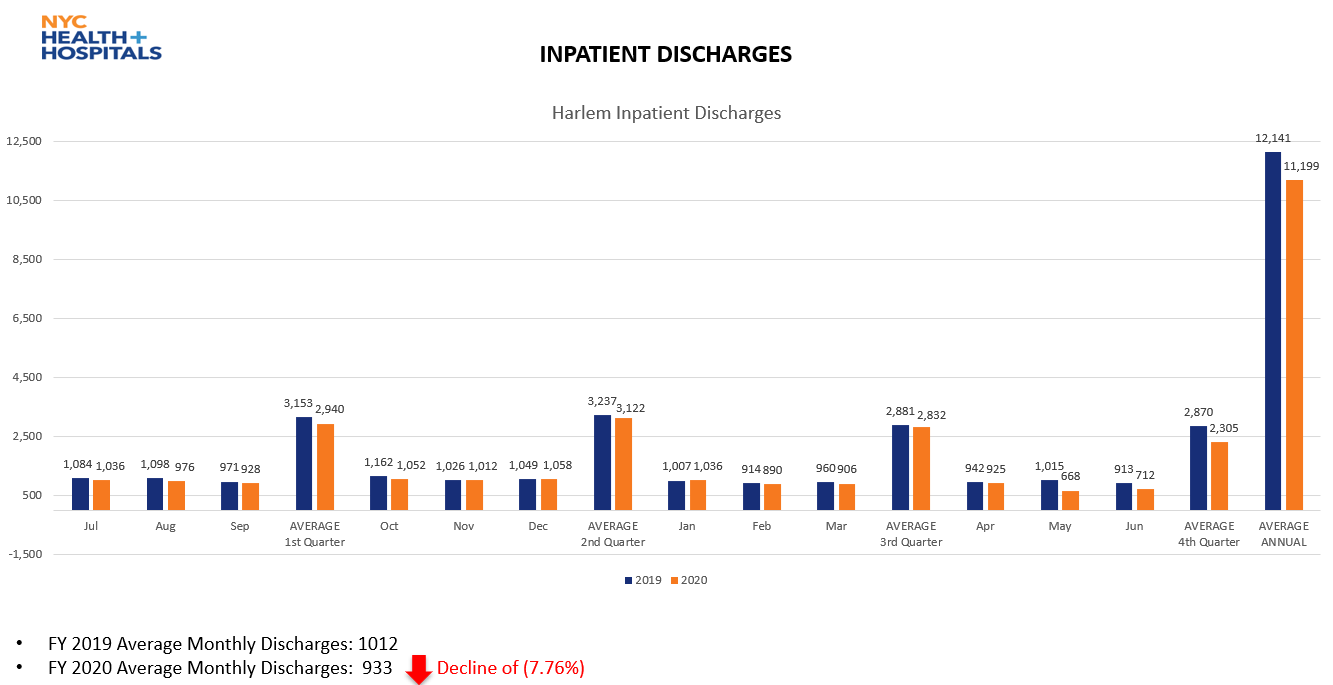 NYC
HEALTH+
HOSPITALS
INPATIENT DISCHARGES
Harlem Inpatient Discharges
12,500
10,500
8,500
6,500
4,500
2,500
500
-1,500
1,084 1,036
1,098 976
971 928
3,153 2,940
1,162 1,052
1,026 1,012
1,049 1,058
3,237 3,122
1,007 1,036
914 890
960 906
2,881 2,832
942 925
1,015 668
913 712
2,870 2,305
12,141 11,199
Jul
Aug
Sep
AVERAGE
1st Quarter
Oct
Nov
Dec
AVERAGE
2nd Quarter
Jan
Feb
Mar
AVERAGE
3rd Quarter
Apr
May
Jun
AVERAGE
4th Quarter
AVERAGE
ANNUAL
2019 2020
• FY 2019 Average Monthly Discharges: 1012
• FY 2020 Average Monthly Discharges: 933 Decline of (7.76%)